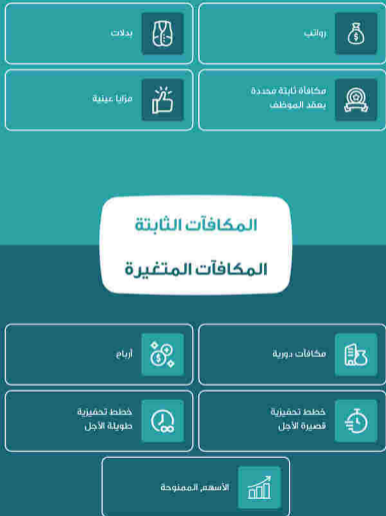 رواتب
بدلات
مكافأة ثابتة محددة
بعقد الموظف
مزايا عينية
المكافآت الثابتة
المكافآت المتغيرة
مكافآت دورية
أرباح
خطط تحفيزية
قصيرة الأجل
خطط تحفيزية
طويلة الأجل
الأسهم الممنوحة